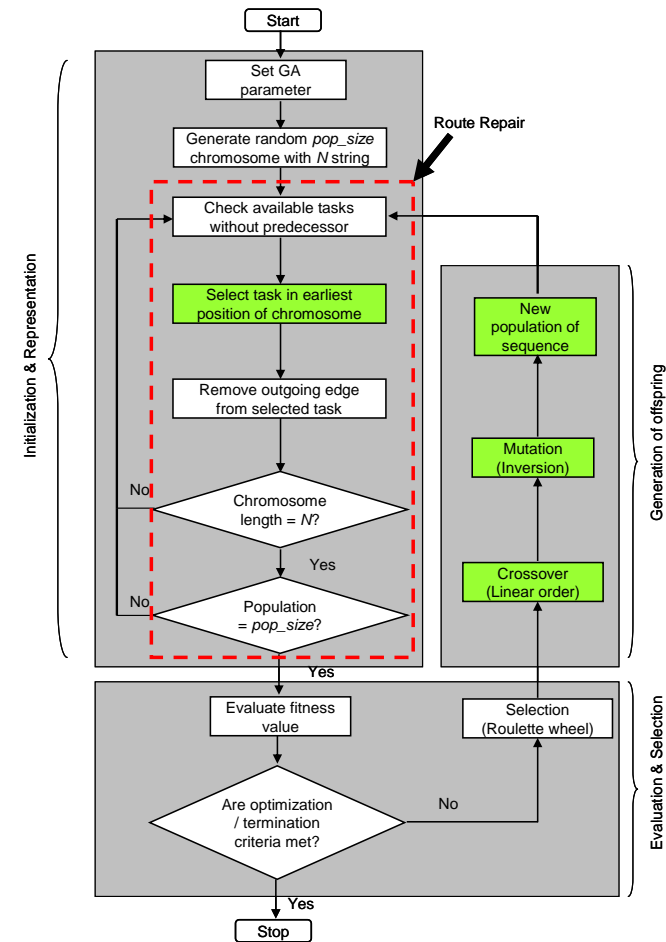 Start
Set GA
parameter
Generate random pop_size
chromosome with N string
Route Repair
Check available tasks
without predecessor
Select task in earliest
position of chromosome
Remove outgoing edge
from selected task
No
Chromosome
length = N?
Yes
No
Population
= pop_size?
Yes
Initialization & Representation
New
population of
sequence
Mutation
(Inversion)
Crossover
(Linear order)
Generation of offspring
Evaluate fitness
value
Selection
(Roulette wheel)
Are optimization
/ termination
criteria met?
No
Yes
Evaluation & Selection
Stop